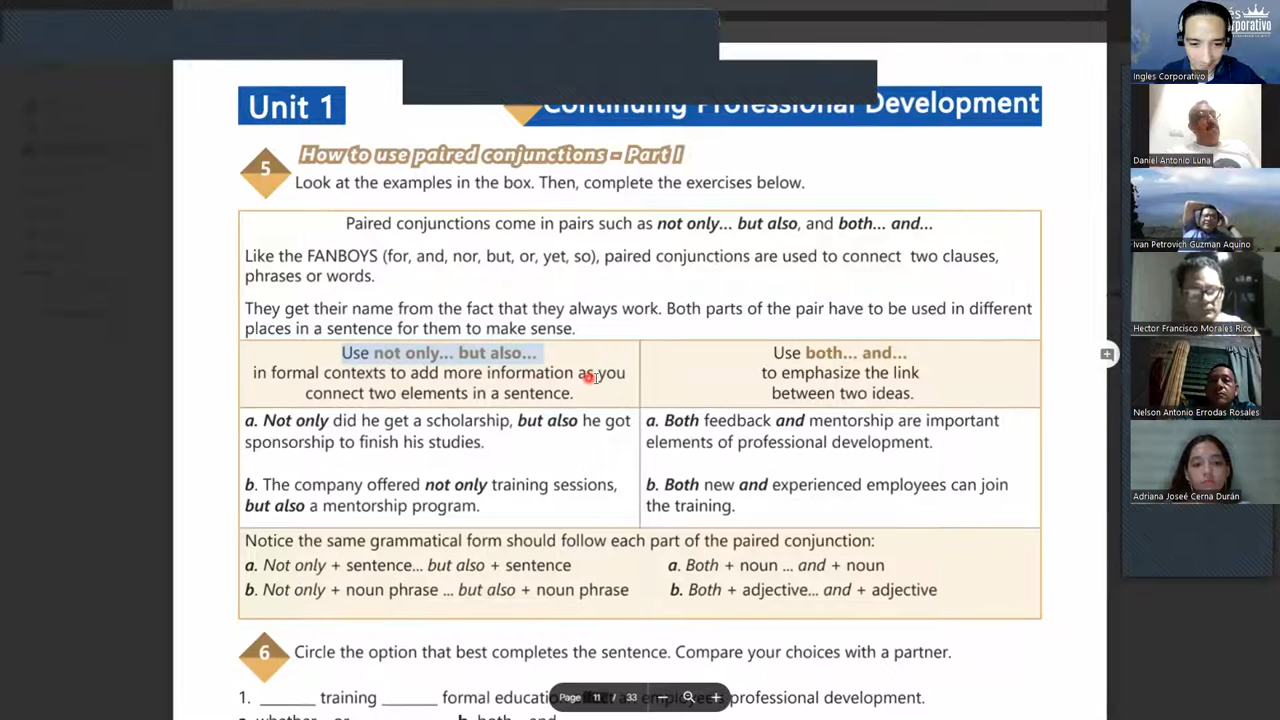 Unit 1
Continuing Professional Development
5
How to use paired conjunctions - Part I
Look at the examples in the box. Then, complete the exercises below.
Paired conjunctions come in pairs such as not only... but also, and both... and...
Like the FANBOYS (for, and, nor, but, or, yet, so), paired conjunctions are used to connect two clauses,
phrases or words.
They get their name from the fact that they always work. Both parts of the pair have to be used in different
places in a sentence for them to make sense.
Use not only... but also...
in formal contexts to add more information as you
connect two elements in a sentence.
Use both... and...
to emphasize the link
between two ideas.
a. Not only did he get a scholarship, but also he got
sponsorship to finish his studies.
b. The company offered not only training sessions,
but also a mentorship program.
a. Both feedback and mentorship are important
elements of professional development.
b. Both new and experienced employees can join
the training.
Notice the same grammatical form should follow each part of the paired conjunction:
a. Not only + sentence... but also + sentence
b. Not only + noun phrase ... but also + noun phrase
a. Both + noun ... and + noun
b. Both + adjective... and + adjective
6
Circle the option that best completes the sentence. Compare your choices with a partner.
1. ______ training ______ formal education professional development.
Page 11 / 33
Ingles Corporativo
Daniel Antonio Luna
Ivan Petrovich Guzman Aquino
Hector Francisco Morales Rico
Nelson Antonio Errodas Rosales
Adriana Joseé Cerna Durán